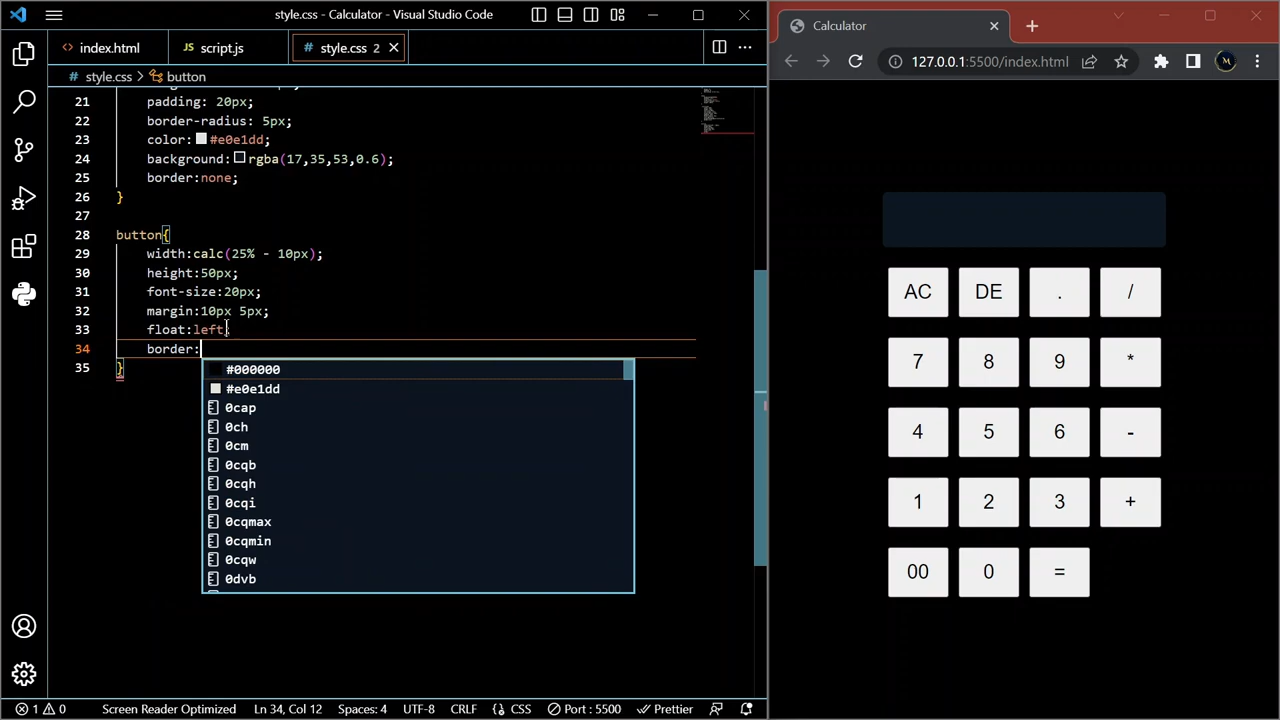 style.css - Calculator - Visual Studio Code
index.html
JS script.js
# style.css 2
# style.css > button
21 padding: 20px;
22 border-radius: 5px;
23 color: #e0e1dd;
24 background: rgba(17,35,53,0.6);
25 border:none;
26 }
27
28 button{
29 width:calc(25% - 10px);
30 height:50px;
31 font-size:20px;
32 margin:10px 5px;
33 float:left;
34 border:
35 }
#000000
#e0e1dd
0cap
0ch
0cm
0cqb
0cqh
0cqi
0cqmax
0cqmin
0cqw
0dvb
1 0 Screen Reader Optimized Ln 34, Col 12 Spaces: 4 UTF-8 CRLF {} CSS Port : 5500 Prettier
Calculator
127.0.0.1:5500/index.html
M
AC DE . /
7 8 9 *
4 5 6 -
1 2 3 +
00 0 =